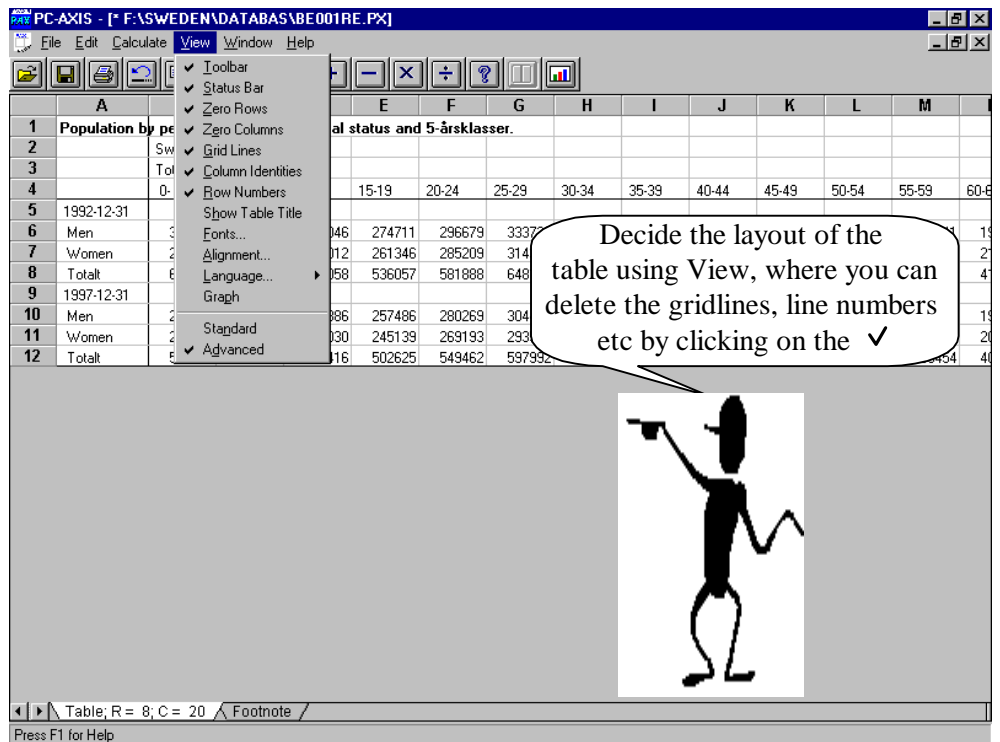 PC-AXIS - [* F:\SWEDEN\DATABAS\BE001RE.PX]
File Edit Calculate View Window Help
Toolbar
Status Bar
Zero Rows
Zero Columns
Grid Lines
Column Identities
Row Numbers
Show Table Title
Fonts...
Alignment...
Language...
Graph
Standard
Advanced
A E F G H I J K L M
1 Population by al status and 5-årsklasser.
2
3
4 0- 15-19 20-24 25-29 30-34 35-39 40-44 45-49 50-54 55-59
5 1992-12-31
6 Men 274711 296679
7 Women 261346 285209
8 Totalt 536057 581888
9 1997-12-31
10 Men 257486 280269
11 Women 245139 269193
12 Totalt 502625 549462 597992
Decide the layout of the
table using View, where you can
delete the gridlines, line numbers
etc by clicking on the ✓
Table; R = 8; C = 20 Footnote
Press F1 for Help